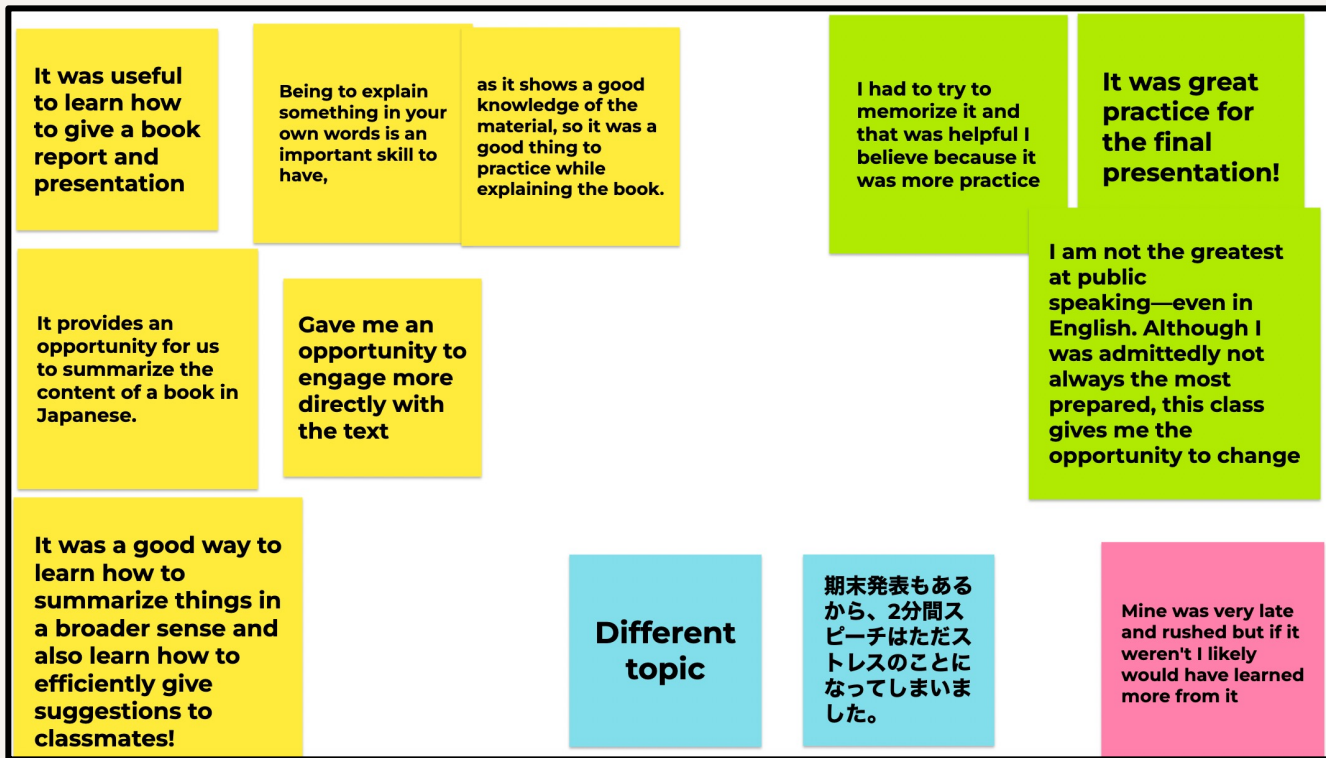 It was useful
to learn how
to give a book
report and
presentation
Being to explain
something in your
own words is an
important skill to
have,
as it shows a good
knowledge of the
material, so it was a
good thing to
practice while
explaining the book.
I had to try to
memorize it and
that was helpful I
believe because it
was more practice
It was great
practice for
the final
presentation!
It provides an
opportunity for us
to summarize the
content of a book in
Japanese.
Gave me an
opportunity to
engage more
directly with
the text
I am not the greatest
at public
speaking—even in
English. Although I
was admittedly not
always the most
prepared, this class
gives me the
opportunity to change
It was a good way to
learn how to
summarize things in
a broader sense and
also learn how to
efficiently give
suggestions to
classmates!
Different
topic
期末発表もある
から、2分間ス
ピーチはただス
トレスのことに
なってしまいま
した。
Mine was very late
and rushed but if it
weren't I likely
would have learned
more from it